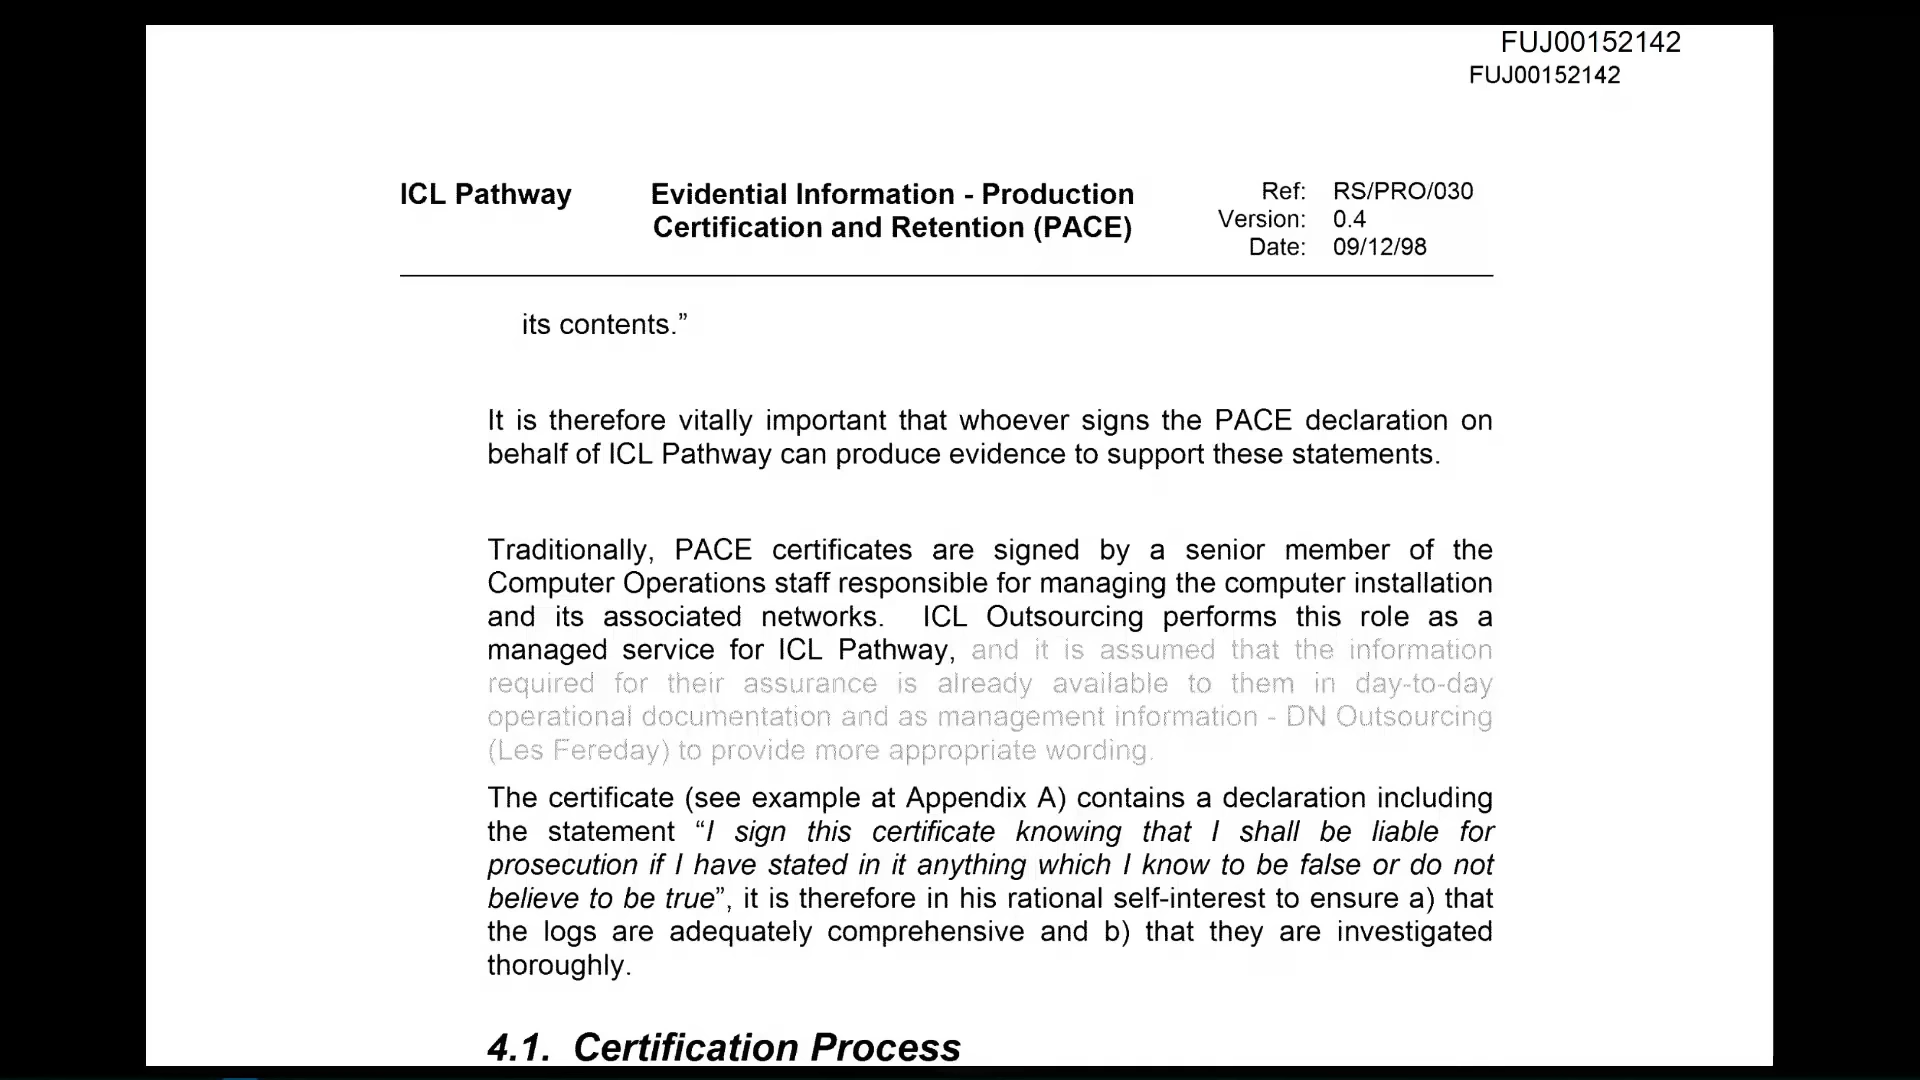 FUJ00152142
FUJ00152142
ICL Pathway
Evidential Information - Production
Certification and Retention (PACE)
Ref: RS/PRO/030
Version: 0.4
Date: 09/12/98
its contents.”
It is therefore vitally important that whoever signs the PACE declaration on
behalf of ICL Pathway can produce evidence to support these statements.
Traditionally, PACE certificates are signed by a senior member of the
Computer Operations staff responsible for managing the computer installation
and its associated networks. ICL Outsourcing performs this role as a
managed service for ICL Pathway, and it is assumed that the information
required for their assurance is already available to them in day-to-day
operational documentation and as management information - DN Outsourcing
(Les Fereday) to provide more appropriate wording.
The certificate (see example at Appendix A) contains a declaration including
the statement “I sign this certificate knowing that I shall be liable for
prosecution if I have stated in it anything which I know to be false or do not
believe to be true”, it is therefore in his rational self-interest to ensure a) that
the logs are adequately comprehensive and b) that they are investigated
thoroughly.
4.1. Certification Process